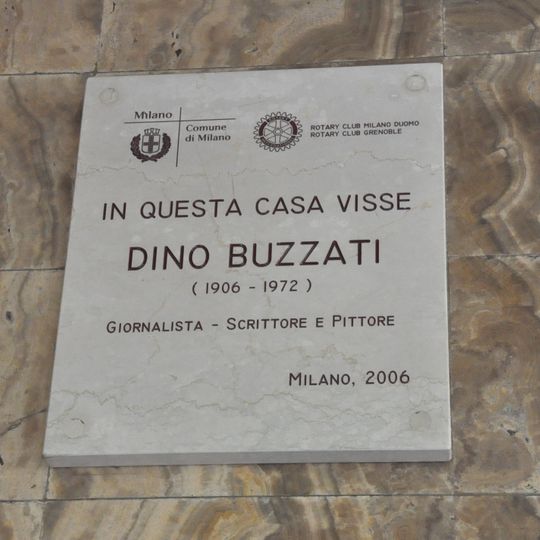 Milano
Comune
di Milano
ROTARY CLUB MILANO DUOMO
ROTARY CLUB GRENOBLE
IN QUESTA CASA VISSE
DINO BUZZATI
( 1906 - 1972 )
GIORNALISTA - SCRITTORE E PITTORE
MILANO, 2006